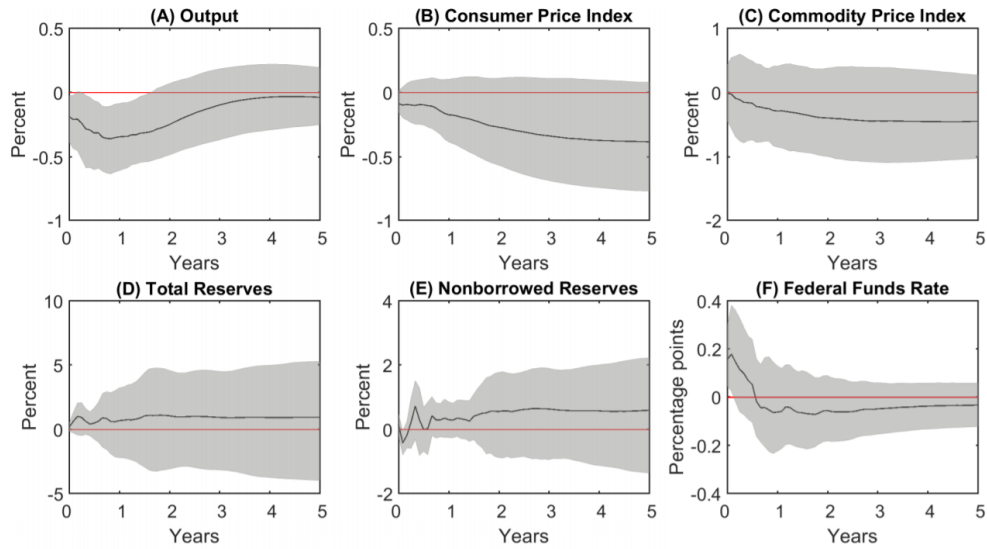 (A) Output
0.5
0
-0.5
-1
Percent
0 1 2 3 4 5
Years
(B) Consumer Price Index
0.5
0
-0.5
-1
Percent
0 1 2 3 4 5
Years
(C) Commodity Price Index
1
0
-1
-2
Percent
0 1 2 3 4 5
Years
(D) Total Reserves
10
5
0
-5
Percent
0 1 2 3 4 5
Years
(E) Nonborrowed Reserves
4
2
0
-2
Percent
0 1 2 3 4 5
Years
(F) Federal Funds Rate
0.4
0.2
0
-0.2
-0.4
Percentage points
0 1 2 3 4 5
Years